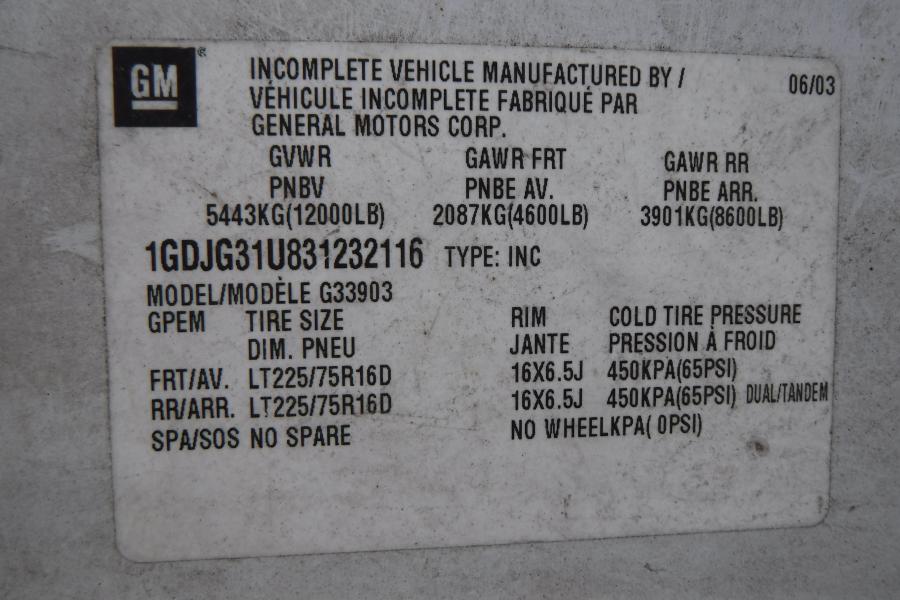 GM®
INCOMPLETE VEHICLE MANUFACTURED BY / 06/03
VÉHICULE INCOMPLETE FABRIQUÉ PAR
GENERAL MOTORS CORP.
GVWR GAWR FRT GAWR RR
PNBV PNBE AV. PNBE ARR.
5443KG(12000LB) 2087KG(4600LB) 3901KG(8600LB)
1GDJG31U831232116 TYPE: INC
MODEL/MODÈLE G33903
GPEM TIRE SIZE RIM COLD TIRE PRESSURE
DIM. PNEU JANTE PRESSION À FROID
FRT/AV. LT225/75R16D 16X6.5J 450KPA(65PSI)
RR/ARR. LT225/75R16D 16X6.5J 450KPA(65PSI) DUAL/TANDEM
SPA/SOS NO SPARE NO WHEELKPA( 0PSI)